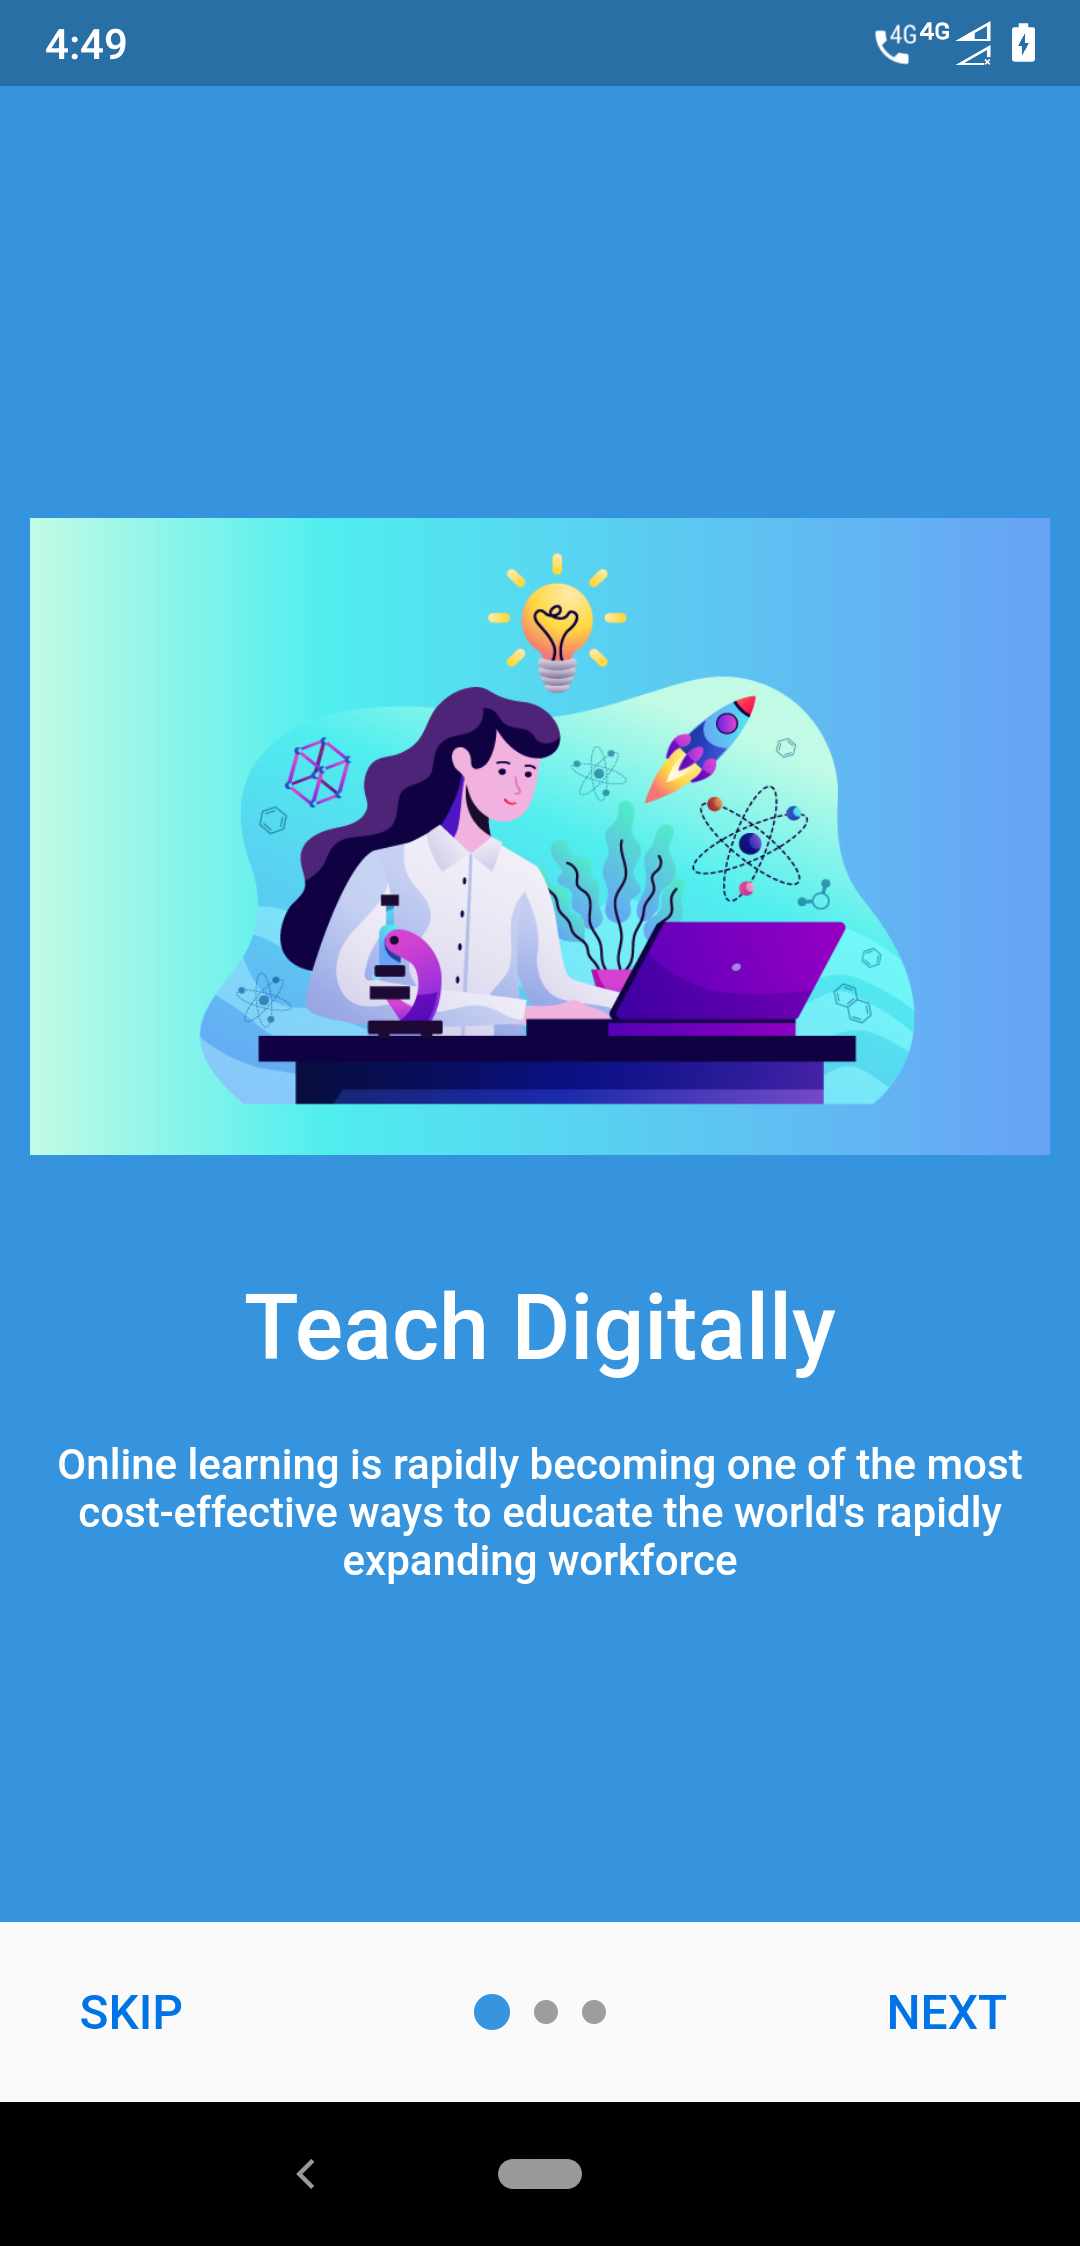 4:49
4G 4G
Teach Digitally
Online learning is rapidly becoming one of the most
cost-effective ways to educate the world's rapidly
expanding workforce
SKIP
NEXT